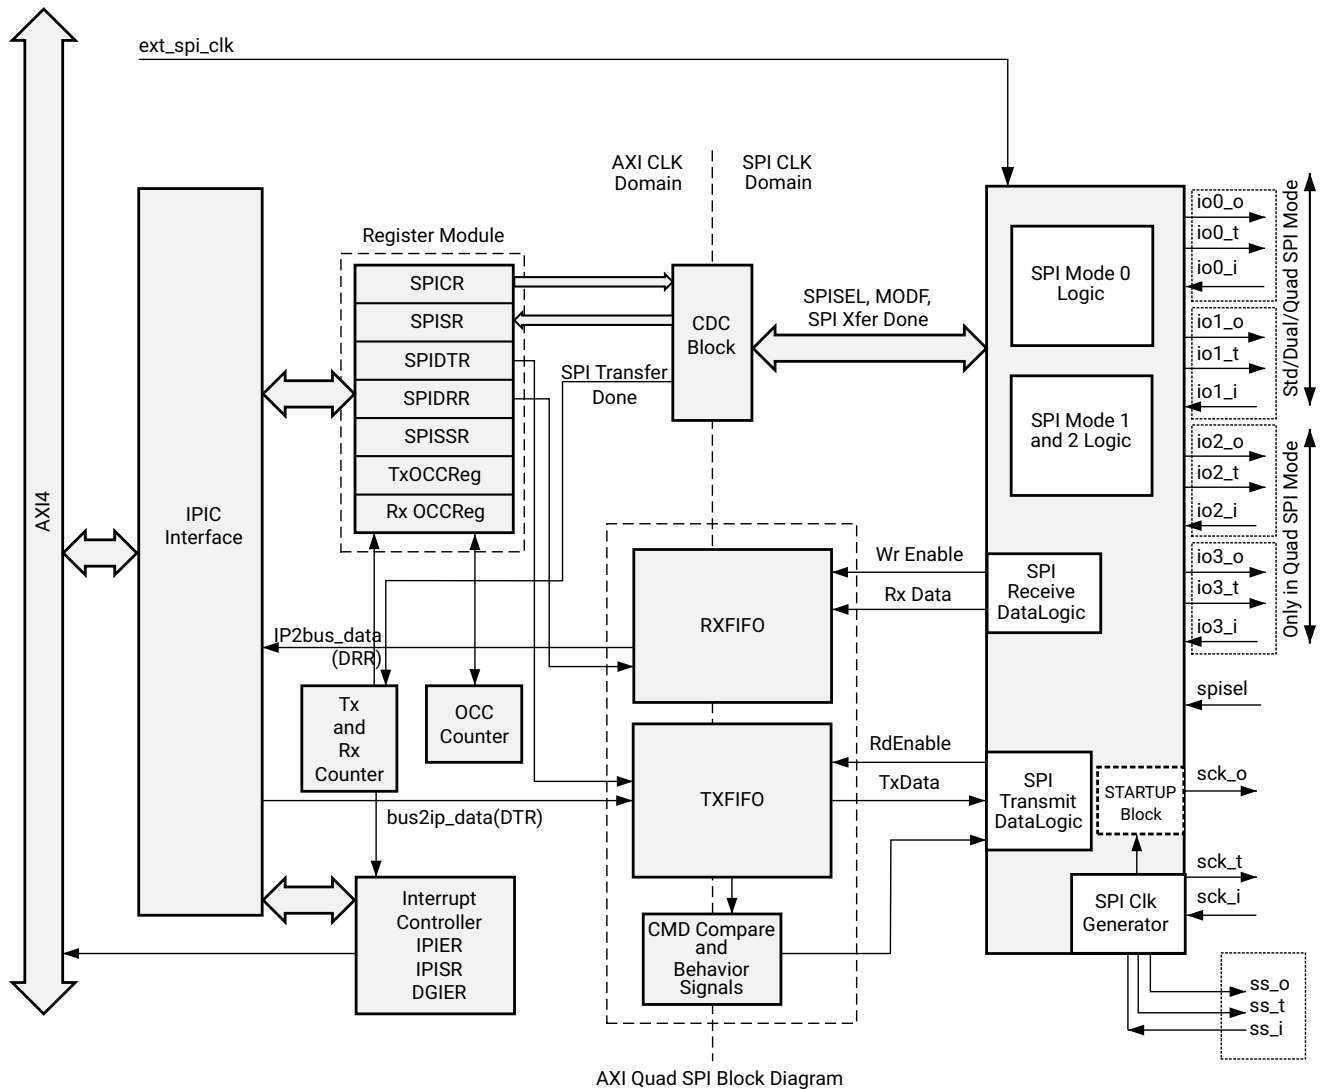 ext_spi_clk
AXI CLK
Domain
SPI CLK
Domain
Register Module
SPICR
SPISR
SPIDTR
SPIDRR
SPISSR
TxOCCReg
Rx OCCReg
CDC
Block
SPISEL, MODF,
SPI Xfer Done
SPI Transfer
Done
AXI4
IPIC
Interface
SPI Mode 0
Logic
SPI Mode 1
and 2 Logic
io0_o
io0_t
io0_i
io1_o
io1_t
io1_i
Std/Dual/Quad SPI Mode
io2_o
io2_t
io2_i
io3_o
io3_t
io3_i
Only in Quad SPI Mode
Wr Enable
Rx Data
SPI
Receive
DataLogic
RXFIFO
IP2bus_data
(DRR)
Tx
and
Rx
Counter
OCC
Counter
spisel
RdEnable
TxData
TXFIFO
SPI
Transmit
DataLogic
STARTUP
Block
sck_o
bus2ip_data(DTR)
sck_t
sck_i
SPI Clk
Generator
Interrupt
Controller
IPIER
IPISR
DGIER
CMD Compare
and
Behavior
Signals
ss_o
ss_t
ss_i
AXI Quad SPI Block Diagram